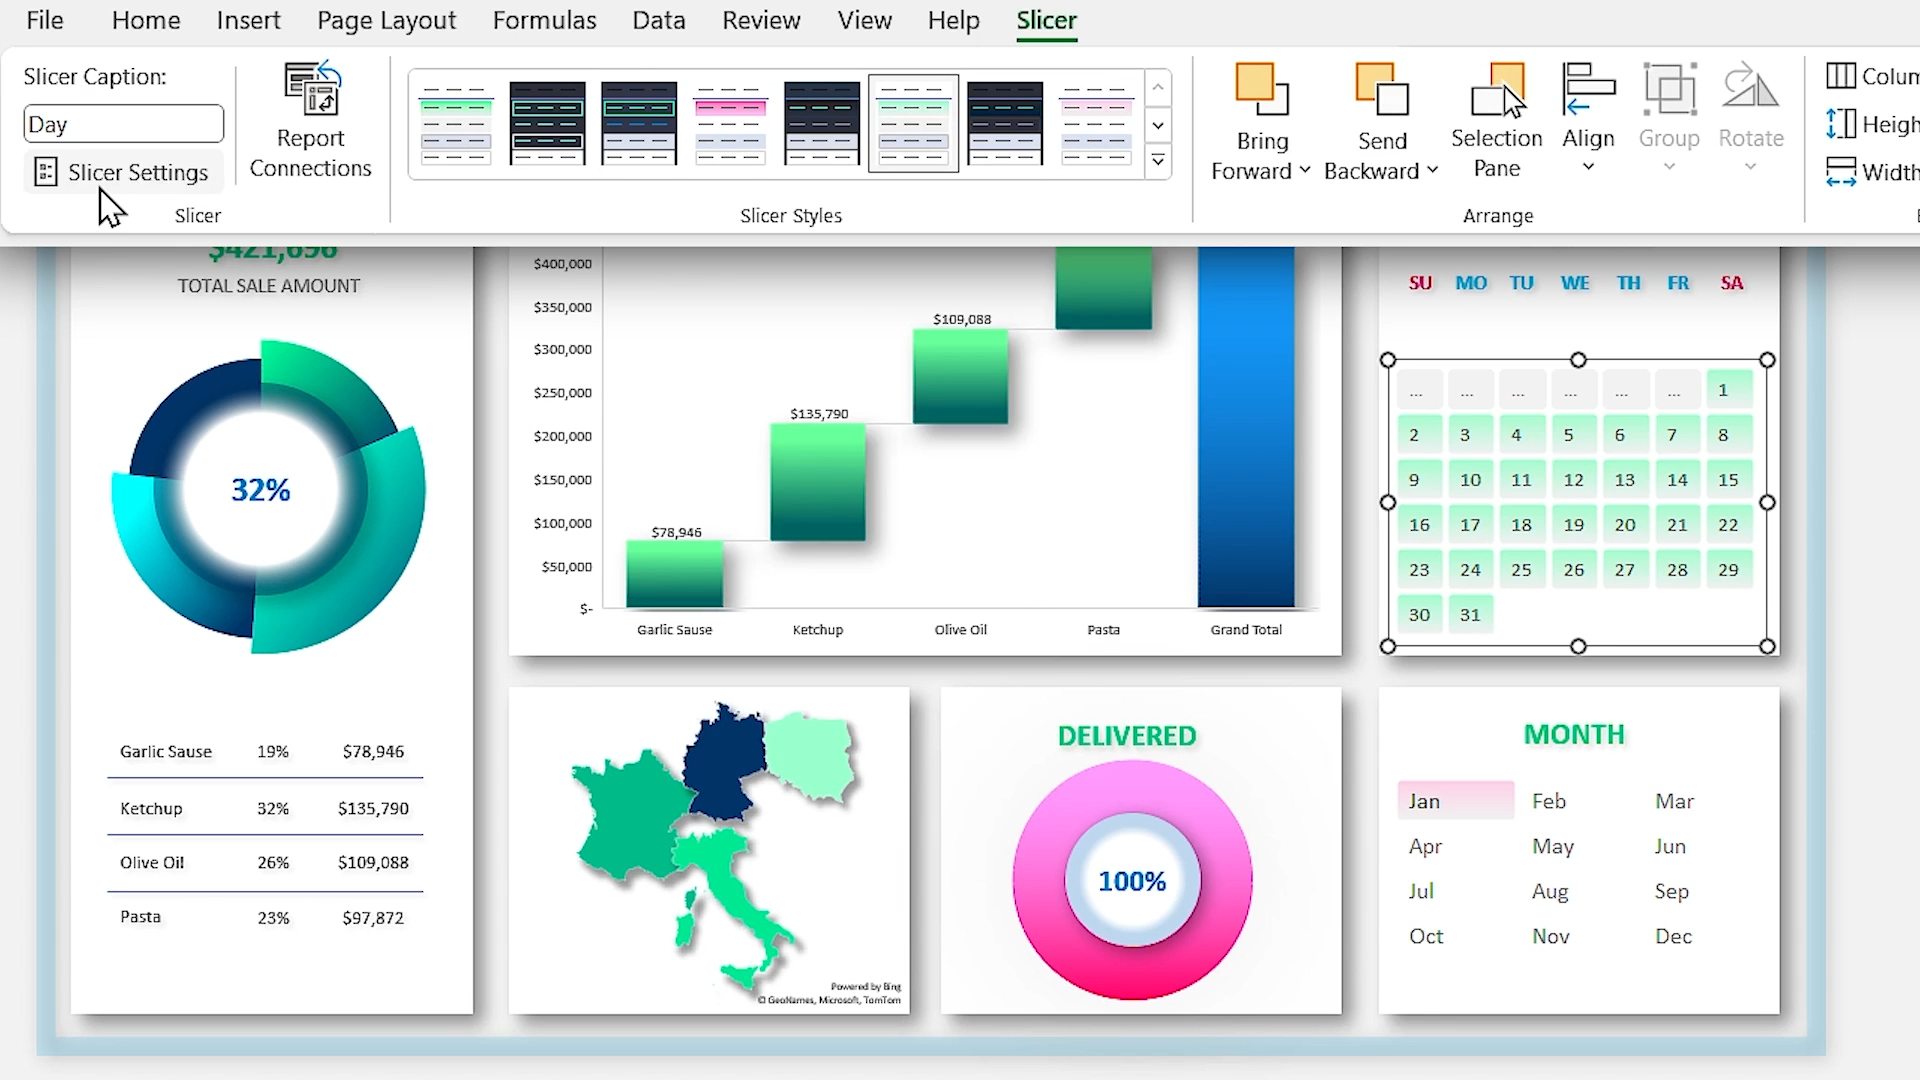 File Home Insert Page Layout Formulas Data Review View Help Slicer
Slicer Caption:
Day
Slicer Settings
Slicer
Report
Connections
Slicer Styles
Bring
Forward
Send
Backward
Selection
Pane
Align
Group
Rotate
Arrange
Colum
Heigh
Width
$421,696
TOTAL SALE AMOUNT
32%
Garlic Sause 19% $78,946
Ketchup 32% $135,790
Olive Oil 26% $109,088
Pasta 23% $97,872
$400,000
$350,000
$300,000
$250,000
$200,000
$150,000
$100,000
$50,000
$-
$78,946
$135,790
$109,088
Garlic Sause Ketchup Olive Oil Pasta Grand Total
SU MO TU WE TH FR SA
... ... ... ... ... ... 1
2 3 4 5 6 7 8
9 10 11 12 13 14 15
16 17 18 19 20 21 22
23 24 25 26 27 28 29
30 31
Powered by Bing
© GeoNames, Microsoft, TomTom
DELIVERED
100%
MONTH
Jan Feb Mar
Apr May Jun
Jul Aug Sep
Oct Nov Dec